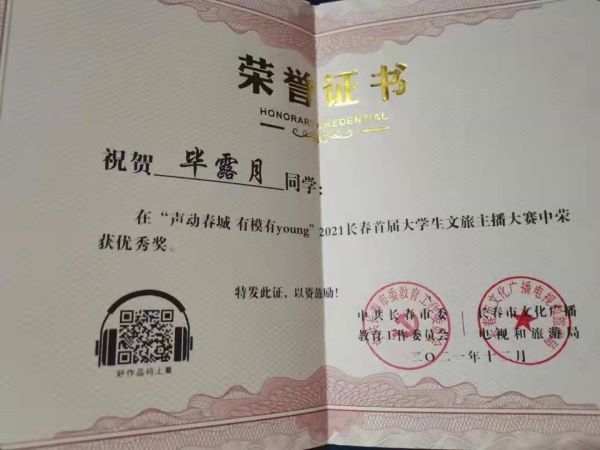 荣誉证书
HONORARY CREDENTIAL
祝贺 毕露月 同学:
在“声动春城 有模有young”2021长春首届大学生文旅主播大赛中荣
获优秀奖。
特发此证,以资鼓励!
中共长春市委 长春市文化广播
教育工作委员会 电视和旅游局
二〇二一年十二月
好作品码上看